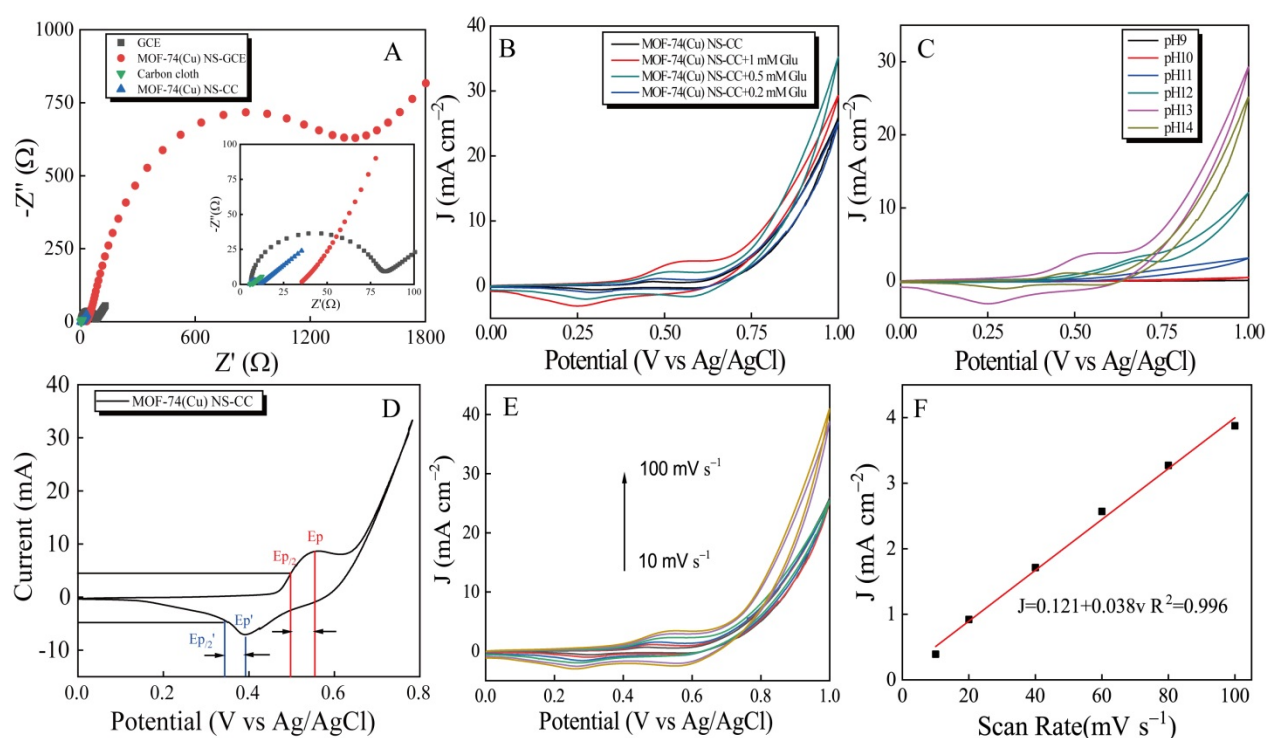 A
GCE
MOF-74(Cu) NS-GCE
Carbon cloth
MOF-74(Cu) NS-CC
1000
750
500
250
0
-Z'' (Ω)
0 600 1200 1800
Z' (Ω)
100
75
50
25
0
-Z''(Ω)
0 25 50 75 100
Z'(Ω)
B
MOF-74(Cu) NS-CC
MOF-74(Cu) NS-CC+1 mM Glu
MOF-74(Cu) NS-CC+0.5 mM Glu
MOF-74(Cu) NS-CC+0.2 mM Glu
40
30
20
10
0
J (mA cm⁻²)
0.00 0.25 0.50 0.75 1.00
Potential (V vs Ag/AgCl)
C
pH9
pH10
pH11
pH12
pH13
pH14
30
20
10
0
J (mA cm⁻²)
0.00 0.25 0.50 0.75 1.00
Potential (V vs Ag/AgCl)
D
MOF-74(Cu) NS-CC
40
30
20
10
0
-10
Current (mA)
Ep/2
Ep
Ep/2'
Ep'
0.0 0.2 0.4 0.6 0.8
Potential (V vs Ag/AgCl)
E
100 mV s⁻¹
10 mV s⁻¹
40
30
20
10
0
J (mA cm⁻²)
0.0 0.2 0.4 0.6 0.8 1.0
Potential (V vs Ag/AgCl)
F
J=0.121+0.038v R²=0.996
4
2
0
J (mA cm⁻²)
20 40 60 80 100
Scan Rate(mV s⁻¹)